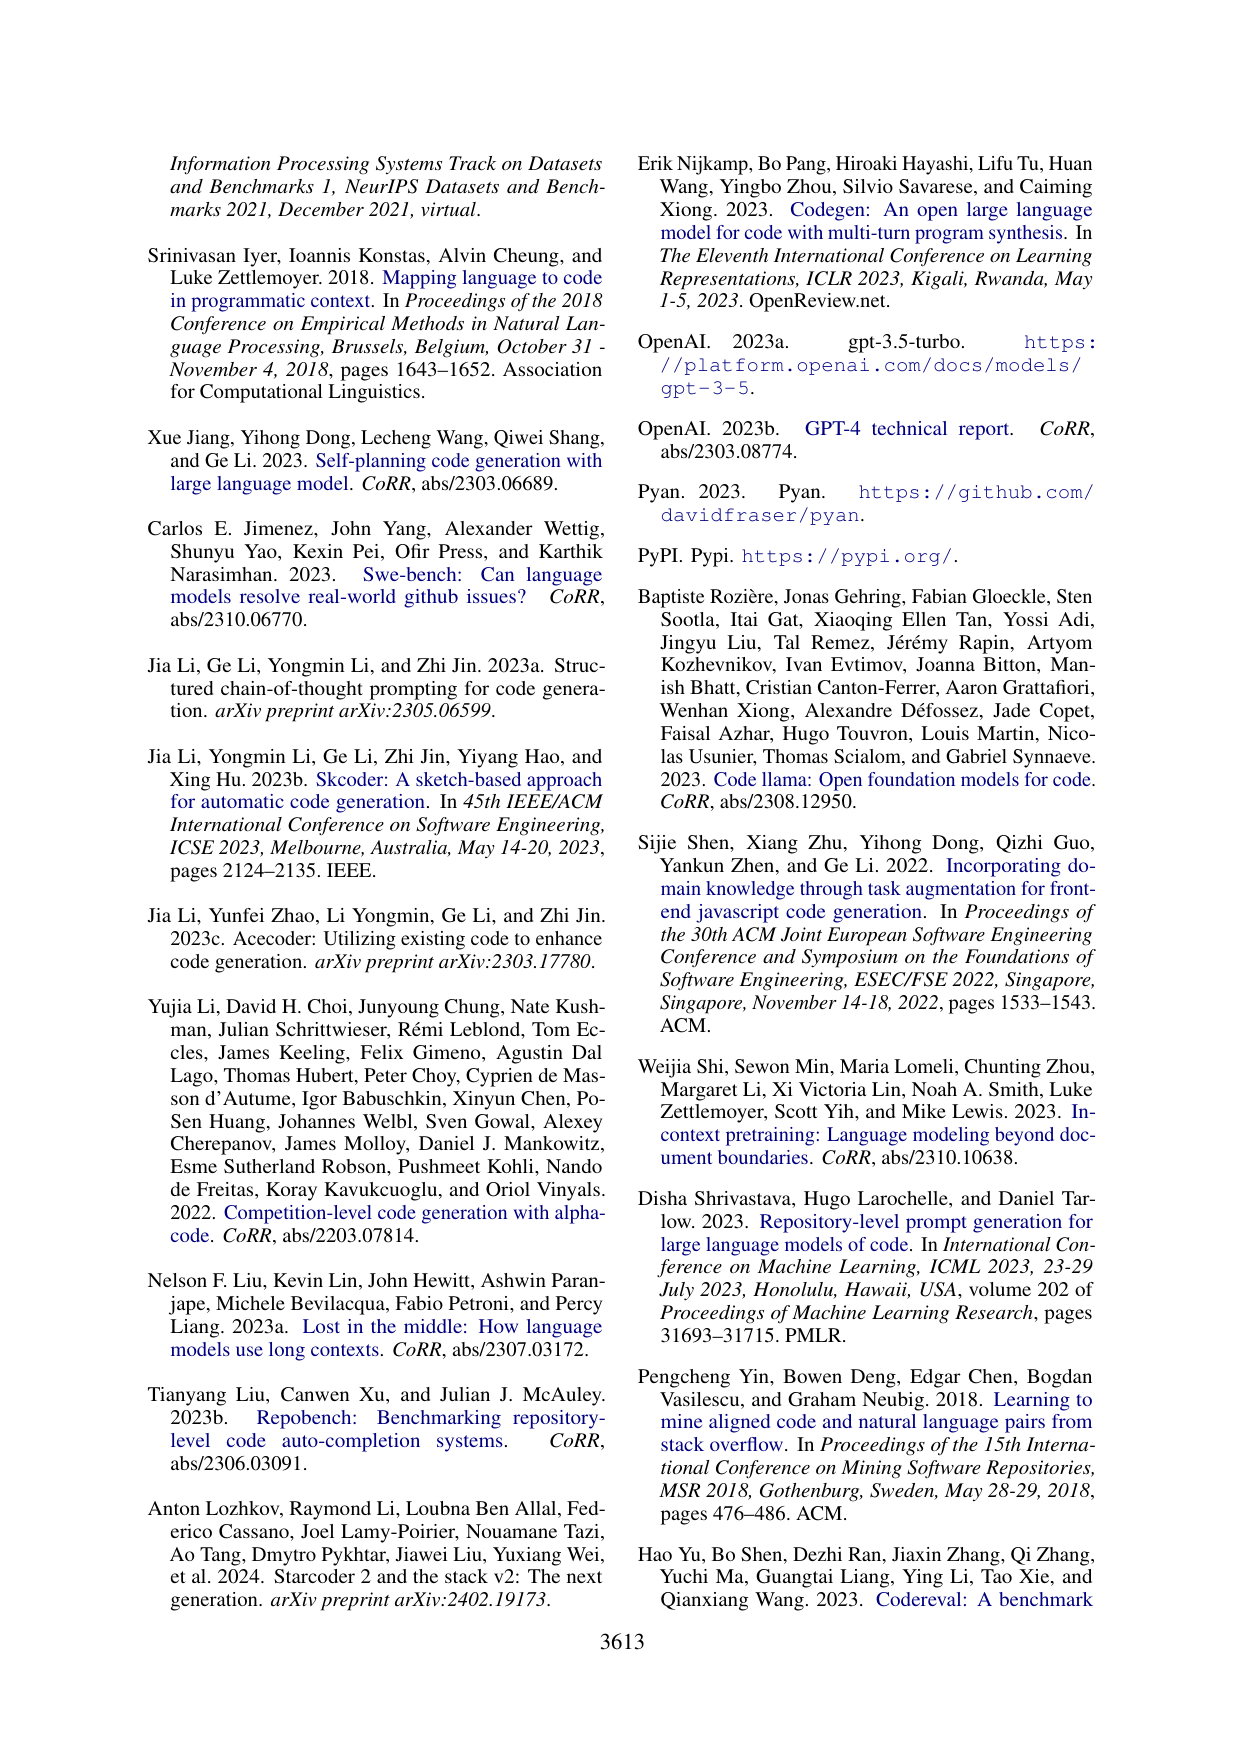 Information Processing Systems Track on Datasets
and Benchmarks 1, NeurIPS Datasets and Bench-
marks 2021, December 2021, virtual.
Srinivasan Iyer, Ioannis Konstas, Alvin Cheung, and
Luke Zettlemoyer. 2018. Mapping language to code
in programmatic context. In Proceedings of the 2018
Conference on Empirical Methods in Natural Lan-
guage Processing, Brussels, Belgium, October 31 -
November 4, 2018, pages 1643–1652. Association
for Computational Linguistics.
Xue Jiang, Yihong Dong, Lecheng Wang, Qiwei Shang,
and Ge Li. 2023. Self-planning code generation with
large language model. CoRR, abs/2303.06689.
Carlos E. Jimenez, John Yang, Alexander Wettig,
Shunyu Yao, Kexin Pei, Ofir Press, and Karthik
Narasimhan. 2023. Swe-bench: Can language
models resolve real-world github issues? CoRR,
abs/2310.06770.
Jia Li, Ge Li, Yongmin Li, and Zhi Jin. 2023a. Struc-
tured chain-of-thought prompting for code genera-
tion. arXiv preprint arXiv:2305.06599.
Jia Li, Yongmin Li, Ge Li, Zhi Jin, Yiyang Hao, and
Xing Hu. 2023b. Skcoder: A sketch-based approach
for automatic code generation. In 45th IEEE/ACM
International Conference on Software Engineering,
ICSE 2023, Melbourne, Australia, May 14-20, 2023,
pages 2124–2135. IEEE.
Jia Li, Yunfei Zhao, Li Yongmin, Ge Li, and Zhi Jin.
2023c. Acecoder: Utilizing existing code to enhance
code generation. arXiv preprint arXiv:2303.17780.
Yujia Li, David H. Choi, Junyoung Chung, Nate Kush-
man, Julian Schrittwieser, Rémi Leblond, Tom Ec-
cles, James Keeling, Felix Gimeno, Agustin Dal
Lago, Thomas Hubert, Peter Choy, Cyprien de Mas-
son d'Autume, Igor Babuschkin, Xinyun Chen, Po-
Sen Huang, Johannes Welbl, Sven Gowal, Alexey
Cherepanov, James Molloy, Daniel J. Mankowitz,
Esme Sutherland Robson, Pushmeet Kohli, Nando
de Freitas, Koray Kavukcuoglu, and Oriol Vinyals.
2022. Competition-level code generation with alpha-
code. CoRR, abs/2203.07814.
Nelson F. Liu, Kevin Lin, John Hewitt, Ashwin Paran-
jape, Michele Bevilacqua, Fabio Petroni, and Percy
Liang. 2023a. Lost in the middle: How language
models use long contexts. CoRR, abs/2307.03172.
Tianyang Liu, Canwen Xu, and Julian J. McAuley.
2023b. Repobench: Benchmarking repository-
level code auto-completion systems. CoRR,
abs/2306.03091.
Anton Lozhkov, Raymond Li, Loubna Ben Allal, Fed-
erico Cassano, Joel Lamy-Poirier, Nouamane Tazi,
Ao Tang, Dmytro Pykhtar, Jiawei Liu, Yuxiang Wei,
et al. 2024. Starcoder 2 and the stack v2: The next
generation. arXiv preprint arXiv:2402.19173.
Erik Nijkamp, Bo Pang, Hiroaki Hayashi, Lifu Tu, Huan
Wang, Yingbo Zhou, Silvio Savarese, and Caiming
Xiong. 2023. Codegen: An open large language
model for code with multi-turn program synthesis. In
The Eleventh International Conference on Learning
Representations, ICLR 2023, Kigali, Rwanda, May
1-5, 2023. OpenReview.net.
OpenAI. 2023a. gpt-3.5-turbo. https:
//platform.openai.com/docs/models/
gpt-3-5.
OpenAI. 2023b. GPT-4 technical report. CoRR,
abs/2303.08774.
Pyan. 2023. Pyan. https://github.com/
davidfraser/pyan.
PyPI. Pypi. https://pypi.org/.
Baptiste Rozière, Jonas Gehring, Fabian Gloeckle, Sten
Sootla, Itai Gat, Xiaoqing Ellen Tan, Yossi Adi,
Jingyu Liu, Tal Remez, Jérémy Rapin, Artyom
Kozhevnikov, Ivan Evtimov, Joanna Bitton, Man-
ish Bhatt, Cristian Canton-Ferrer, Aaron Grattafiori,
Wenhan Xiong, Alexandre Défossez, Jade Copet,
Faisal Azhar, Hugo Touvron, Louis Martin, Nico-
las Usunier, Thomas Scialom, and Gabriel Synnaeve.
2023. Code llama: Open foundation models for code.
CoRR, abs/2308.12950.
Sijie Shen, Xiang Zhu, Yihong Dong, Qizhi Guo,
Yankun Zhen, and Ge Li. 2022. Incorporating do-
main knowledge through task augmentation for front-
end javascript code generation. In Proceedings of
the 30th ACM Joint European Software Engineering
Conference and Symposium on the Foundations of
Software Engineering, ESEC/FSE 2022, Singapore,
Singapore, November 14-18, 2022, pages 1533–1543.
ACM.
Weijia Shi, Sewon Min, Maria Lomeli, Chunting Zhou,
Margaret Li, Xi Victoria Lin, Noah A. Smith, Luke
Zettlemoyer, Scott Yih, and Mike Lewis. 2023. In-
context pretraining: Language modeling beyond doc-
ument boundaries. CoRR, abs/2310.10638.
Disha Shrivastava, Hugo Larochelle, and Daniel Tar-
low. 2023. Repository-level prompt generation for
large language models of code. In International Con-
ference on Machine Learning, ICML 2023, 23-29
July 2023, Honolulu, Hawaii, USA, volume 202 of
Proceedings of Machine Learning Research, pages
31693–31715. PMLR.
Pengcheng Yin, Bowen Deng, Edgar Chen, Bogdan
Vasilescu, and Graham Neubig. 2018. Learning to
mine aligned code and natural language pairs from
stack overflow. In Proceedings of the 15th Interna-
tional Conference on Mining Software Repositories,
MSR 2018, Gothenburg, Sweden, May 28-29, 2018,
pages 476–486. ACM.
Hao Yu, Bo Shen, Dezhi Ran, Jiaxin Zhang, Qi Zhang,
Yuchi Ma, Guangtai Liang, Ying Li, Tao Xie, and
Qianxiang Wang. 2023. Codereval: A benchmark
3613